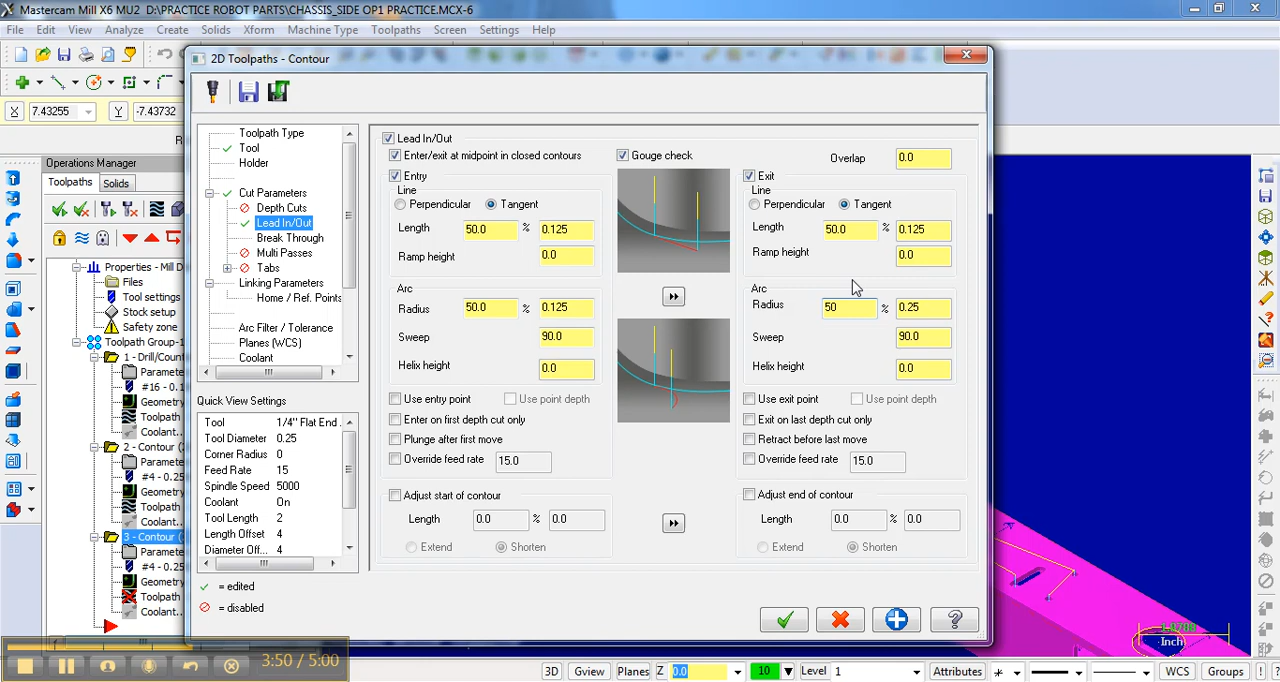 Mastercam Mill X6 MU2 D:\PRACTICE ROBOT PARTS\CHASSIS_SIDE OP1 PRACTICE.MCX-6
File Edit View Analyze Create Solids Xform Machine Type Toolpaths Screen Settings Help
X 7.43255 Y -7.43732
2D Toolpaths - Contour
Operations Manager
Toolpaths Solids
Properties - Mill D
Files
Tool settings
Stock setup
Safety zone
Toolpath Group-1
1 - Drill/Count
Parameter
#16 - 0.1
Geometry
Toolpath
Coolant...
2 - Contour (
Paramete
#4 - 0.25
Geometry
Toolpath
Coolant...
3 - Contour (
Paramete
#4 - 0.25
Geometry
Toolpath
Coolant...
Toolpath Type
Tool
Holder
Cut Parameters
Depth Cuts
Lead In/Out
Break Through
Multi Passes
Tabs
Linking Parameters
Home / Ref. Points
Arc Filter / Tolerance
Planes (WCS)
Coolant
Quick View Settings
Tool 1/4" Flat End
Tool Diameter 0.25
Corner Radius 0
Feed Rate 15
Spindle Speed 5000
Coolant On
Tool Length 2
Length Offset 4
Diameter Off... 4
= edited
= disabled
Lead In/Out
Enter/exit at midpoint in closed contours
Gouge check
Overlap 0.0
Entry
Line
Perpendicular Tangent
Length 50.0 % 0.125
Ramp height 0.0
Arc
Radius 50.0 % 0.125
Sweep 90.0
Helix height 0.0
Use entry point Use point depth
Enter on first depth cut only
Plunge after first move
Override feed rate 15.0
Adjust start of contour
Length 0.0 % 0.0
Extend Shorten
Exit
Line
Perpendicular Tangent
Length 50.0 % 0.125
Ramp height 0.0
Arc
Radius 50 % 0.25
Sweep 90.0
Helix height 0.0
Use exit point Use point depth
Exit on last depth cut only
Retract before last move
Override feed rate 15.0
Adjust end of contour
Length 0.0 % 0.0
Extend Shorten
Inch
3:50 / 5:00
3D Gview Planes Z 0.0 10 Level 1 Attributes WCS Groups ?